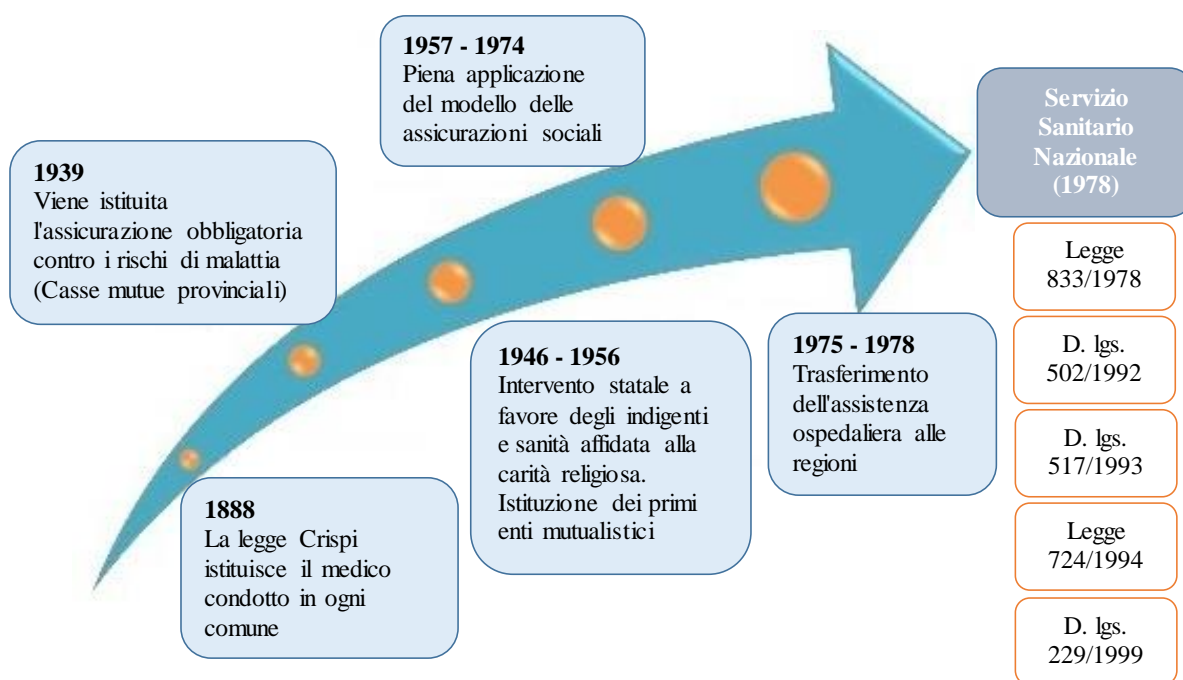 1957 - 1974
Piena applicazione
del modello delle
assicurazioni sociali
1939
Viene istituita
l'assicurazione obbligatoria
contro i rischi di malattia
(Casse mutue provinciali)
1888
La legge Crispi
istituisce il medico
condotto in ogni
comune
1946 - 1956
Intervento statale a
favore degli indigenti
e sanità affidata alla
carità religiosa.
Istituzione dei primi
enti mutualistici
1975 - 1978
Trasferimento
dell'assistenza
ospedaliera alle
regioni
Servizio
Sanitario
Nazionale
(1978)
Legge
833/1978
D. lgs.
502/1992
D. lgs.
517/1993
Legge
724/1994
D. lgs.
229/1999